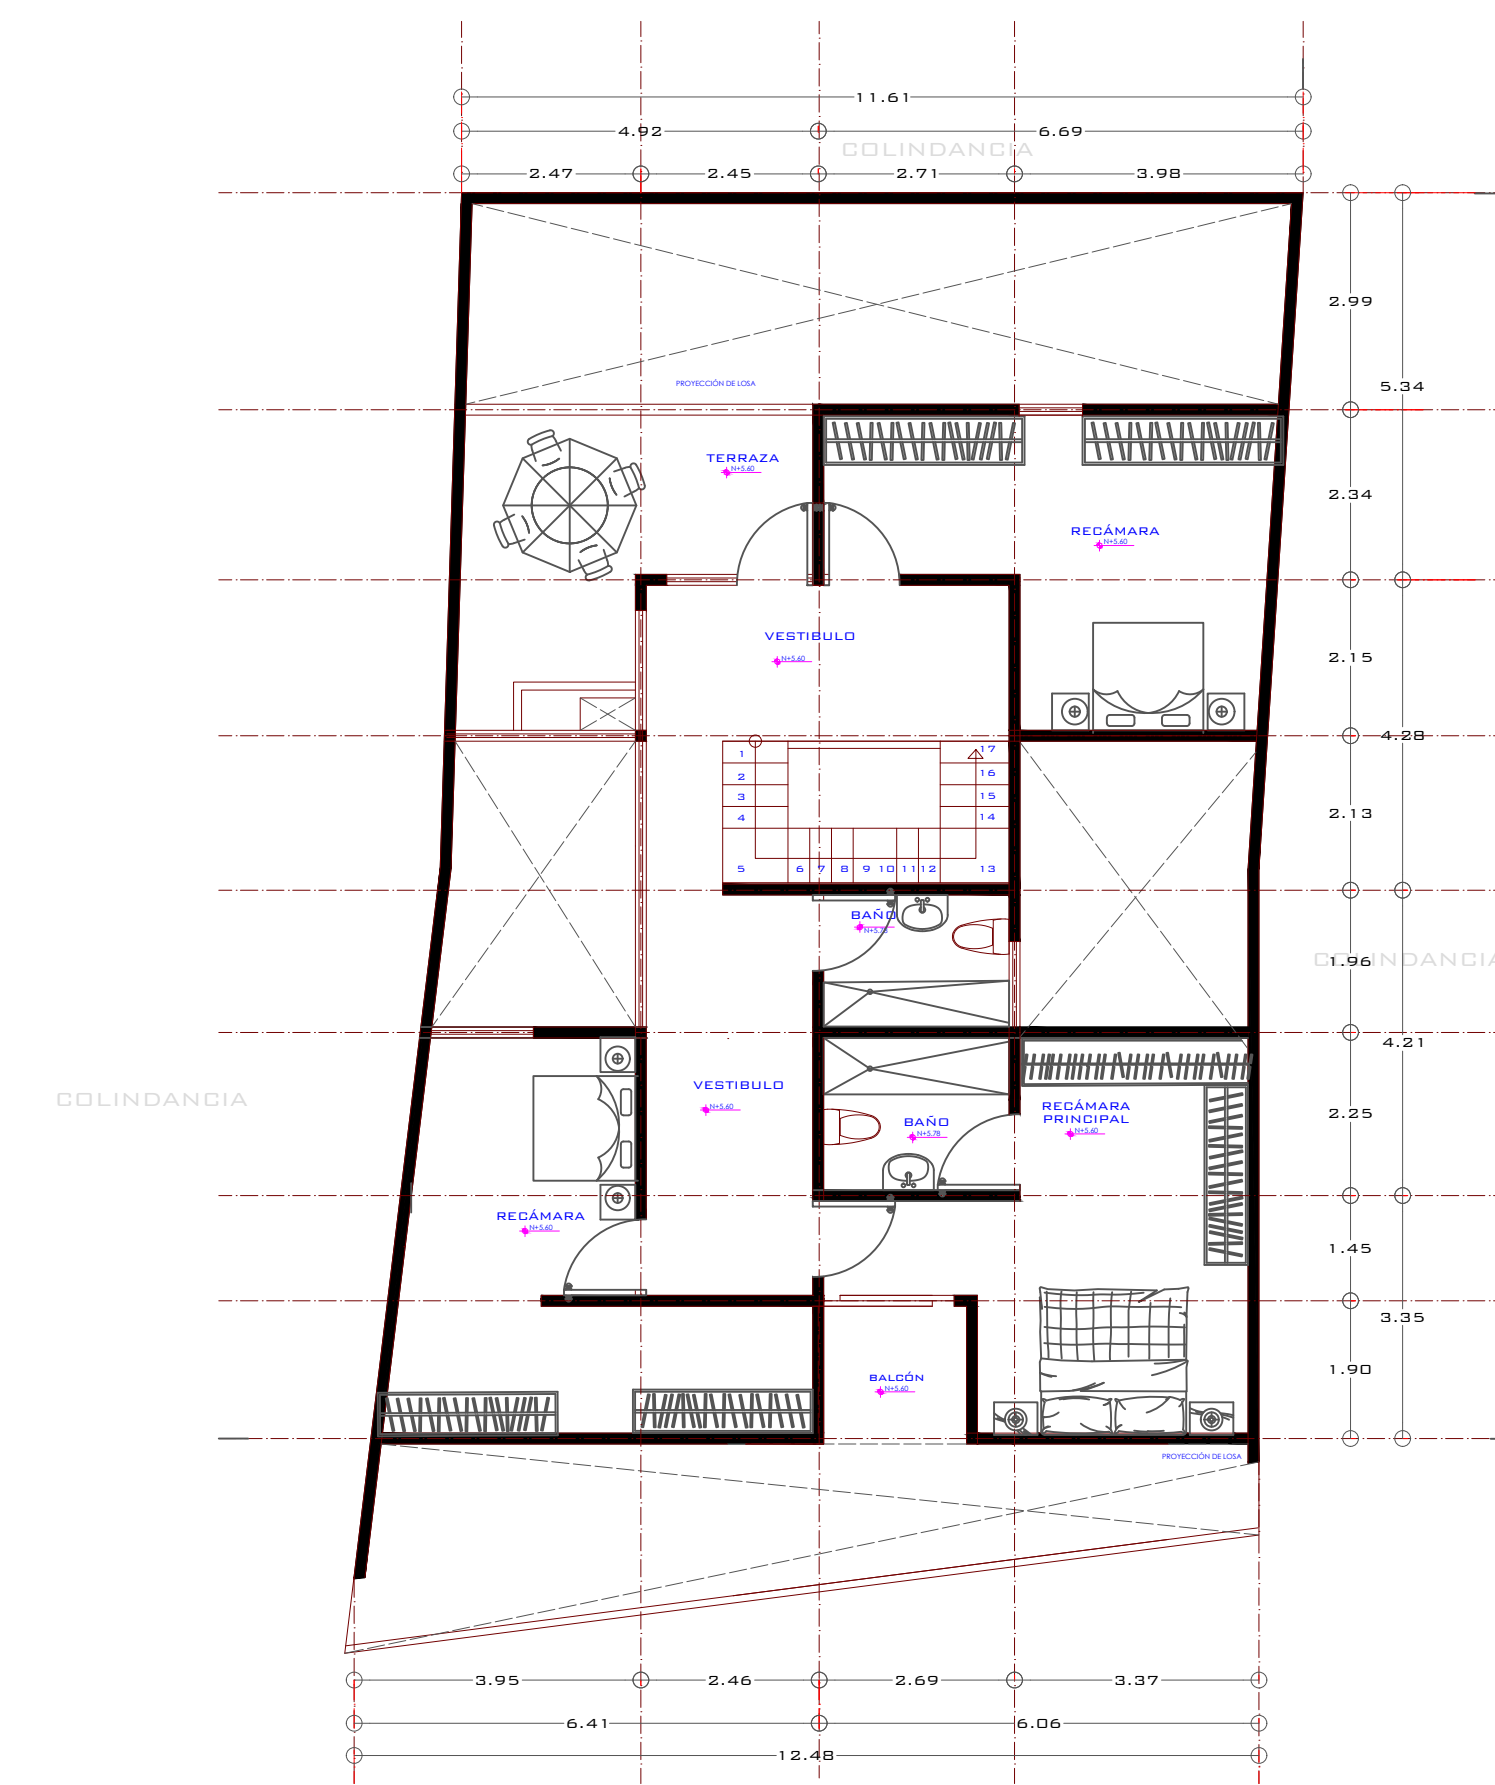 11.61
4.92 6.69
COLINDANCIA
2.47 2.45 2.71 3.98
2.99
PROYECCIÓN DE LOSA
5.34
TERRAZA
N+5.60
2.34
RECÁMARA
N+5.60
VESTIBULO
N+5.60
2.15
4.28
1 17
2 16
3 15
4 14
2.13
5 6 7 8 9 10 11 12 13
BAÑO
N+5.78
COLINDANCIA
1.96
4.21
VESTIBULO
N+5.60
COLINDANCIA
RECÁMARA
PRINCIPAL
N+5.60
2.25
BAÑO
N+5.78
RECÁMARA
N+5.60
1.45
3.35
BALCÓN
N+5.60
1.90
PROYECCIÓN DE LOSA
3.95 2.46 2.69 3.37
6.41 6.06
12.48